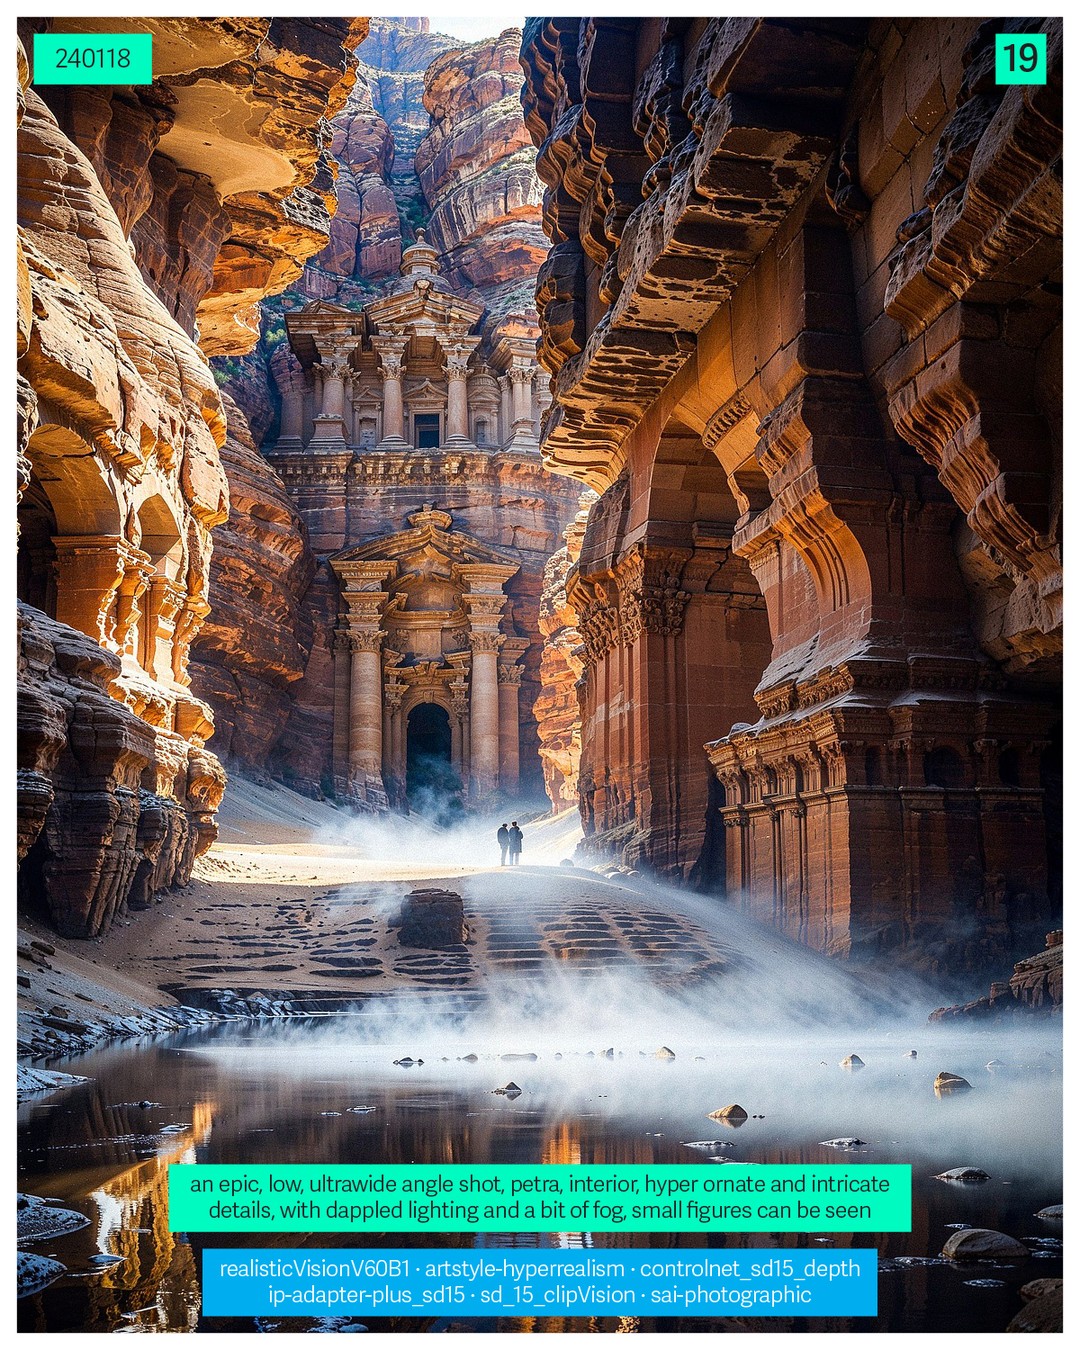 240118
19
an epic, low, ultrawide angle shot, petra, interior, hyper ornate and intricate
details, with dappled lighting and a bit of fog, small figures can be seen
realisticVisionV60B1 · artstyle-hyperrealism · controlnet_sd15_depth
ip-adapter-plus_sd15 · sd_15_clipVision · sai-photographic